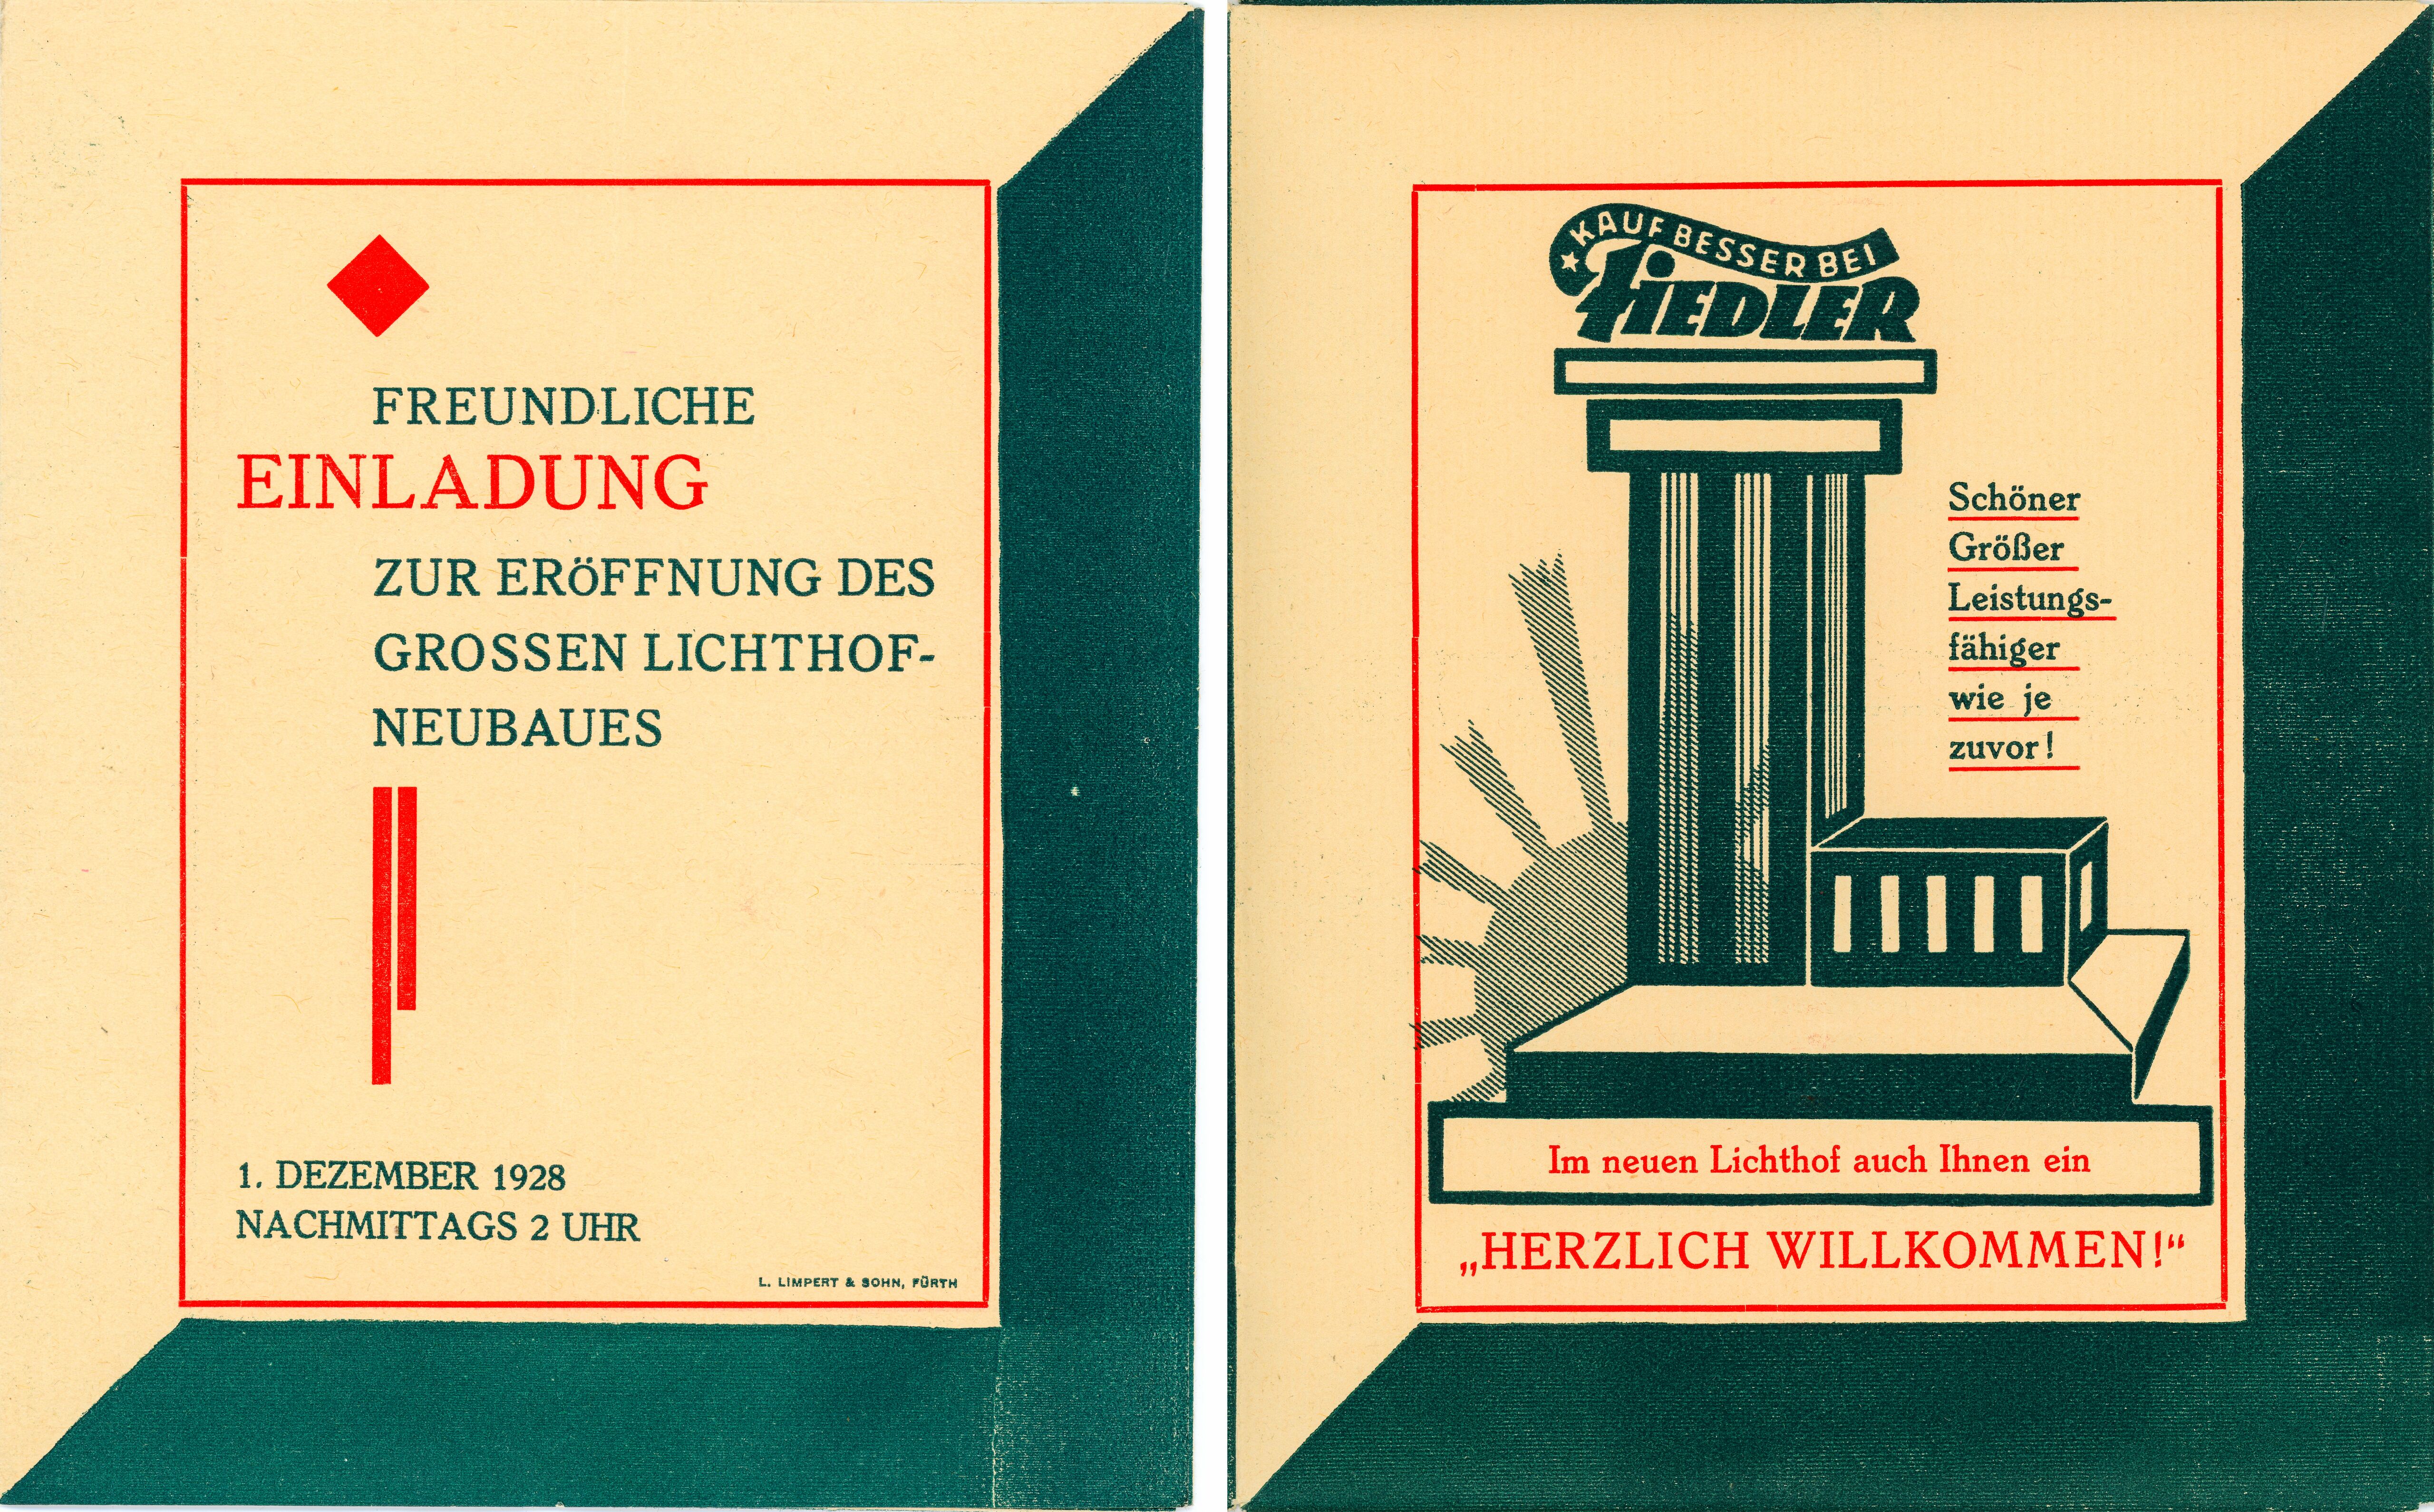 FREUNDLICHE
EINLADUNG
ZUR ERÖFFNUNG DES
GROSSEN LICHTHOF-
NEUBAUES
1. DEZEMBER 1928
NACHMITTAGS 2 UHR
L. LIMPERT & SOHN, FÜRTH
KAUF BESSER BEI
FIEDLER
Schöner
Größer
Leistungs-
fähiger
wie je
zuvor!
Im neuen Lichthof auch Ihnen ein
„HERZLICH WILLKOMMEN!“